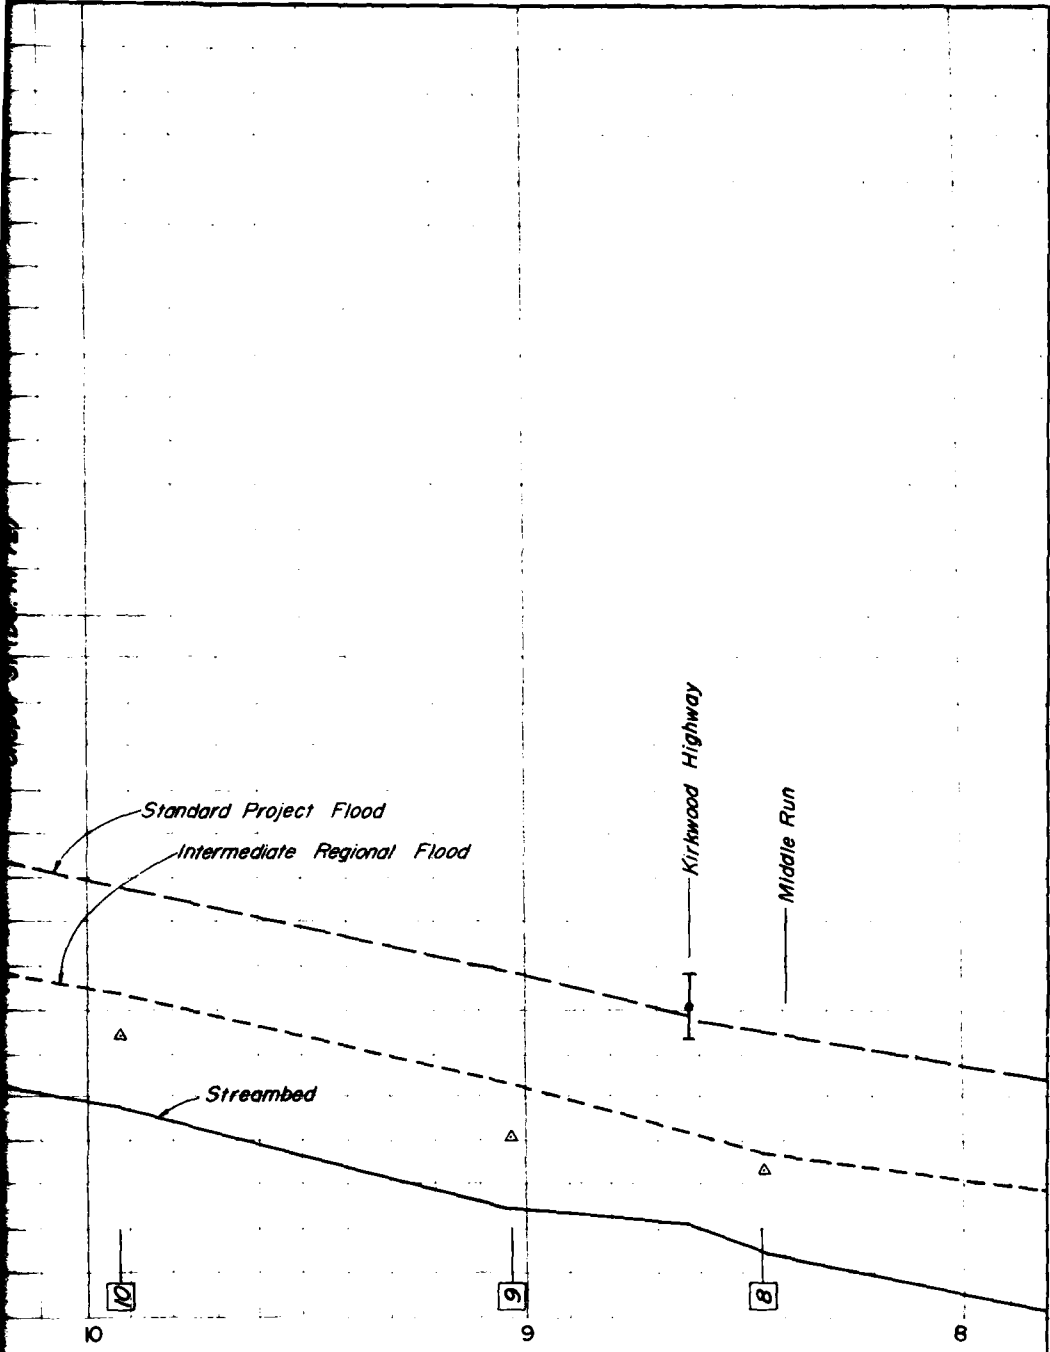 Standard Project Flood
Intermediate Regional Flood
Kirkwood Highway
Middle Run
Streambed
10
9
8
10
9
8